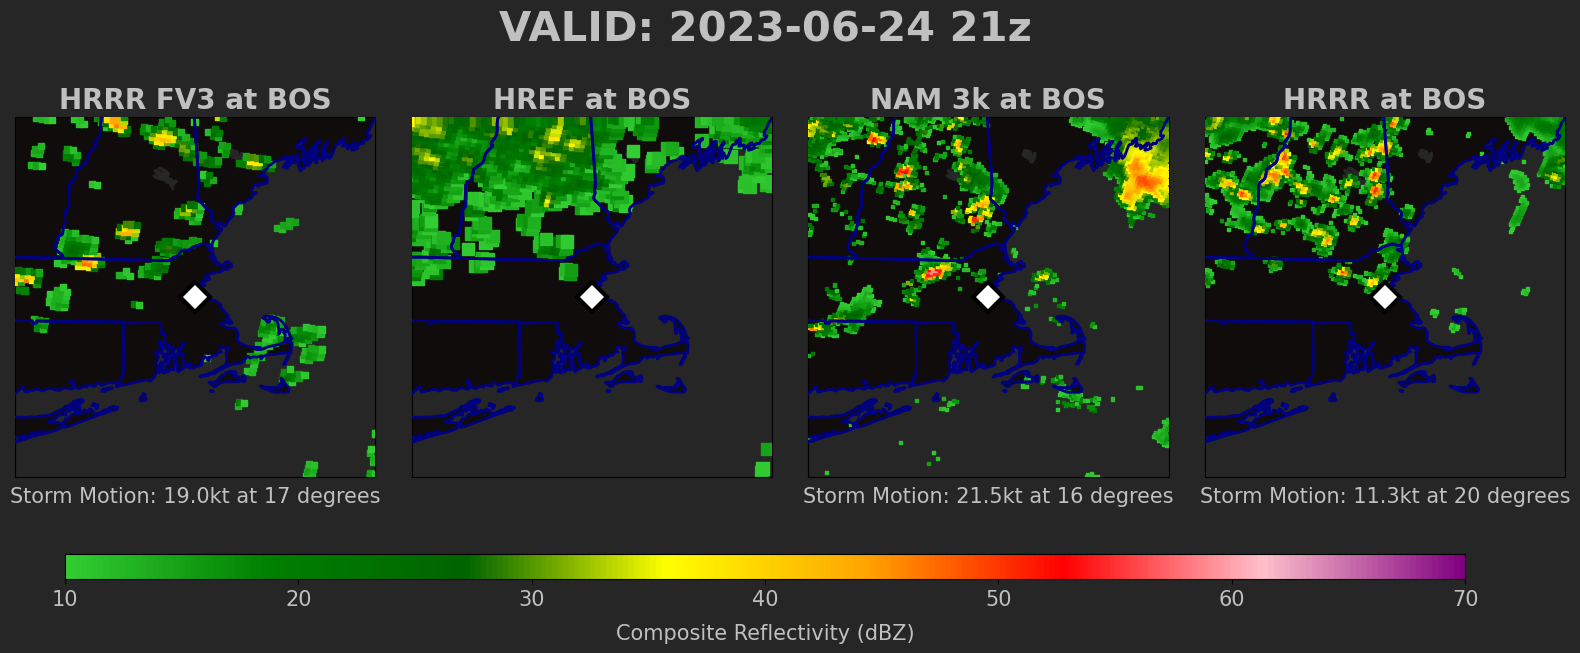 VALID: 2023-06-24 21z
HRRR FV3 at BOS
HREF at BOS
NAM 3k at BOS
HRRR at BOS
Storm Motion: 19.0kt at 17 degrees
Storm Motion: 21.5kt at 16 degrees
Storm Motion: 11.3kt at 20 degrees
10 20 30 40 50 60 70
Composite Reflectivity (dBZ)